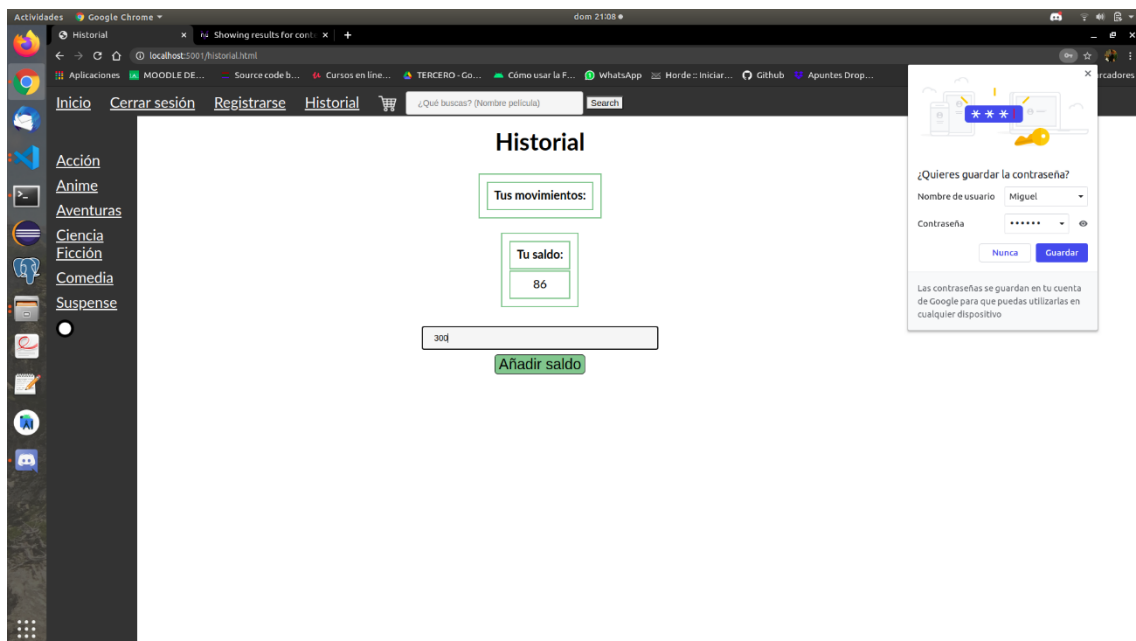 Actividades Google Chrome dom 21:08
Historial Showing results for cont
localhost:5001/historial.html
Aplicaciones MOODLE DE... Source code b... Cursos en líne... TERCERO - Go... Cómo usar la F... WhatsApp Horde :: Iniciar... Github Apuntes Drop... rcadores
Inicio Cerrar sesión Registrarse Historial ¿Qué buscas? (Nombre película) Search
Acción
Anime
Aventuras
Ciencia
Ficción
Comedia
Suspense
Historial
Tus movimientos:
Tu saldo:
86
300
Añadir saldo
***!
¿Quieres guardar la contraseña?
Nombre de usuario Miguel
Contraseña ••••••
Nunca Guardar
Las contraseñas se guardan en tu cuenta
de Google para que puedas utilizarlas en
cualquier dispositivo